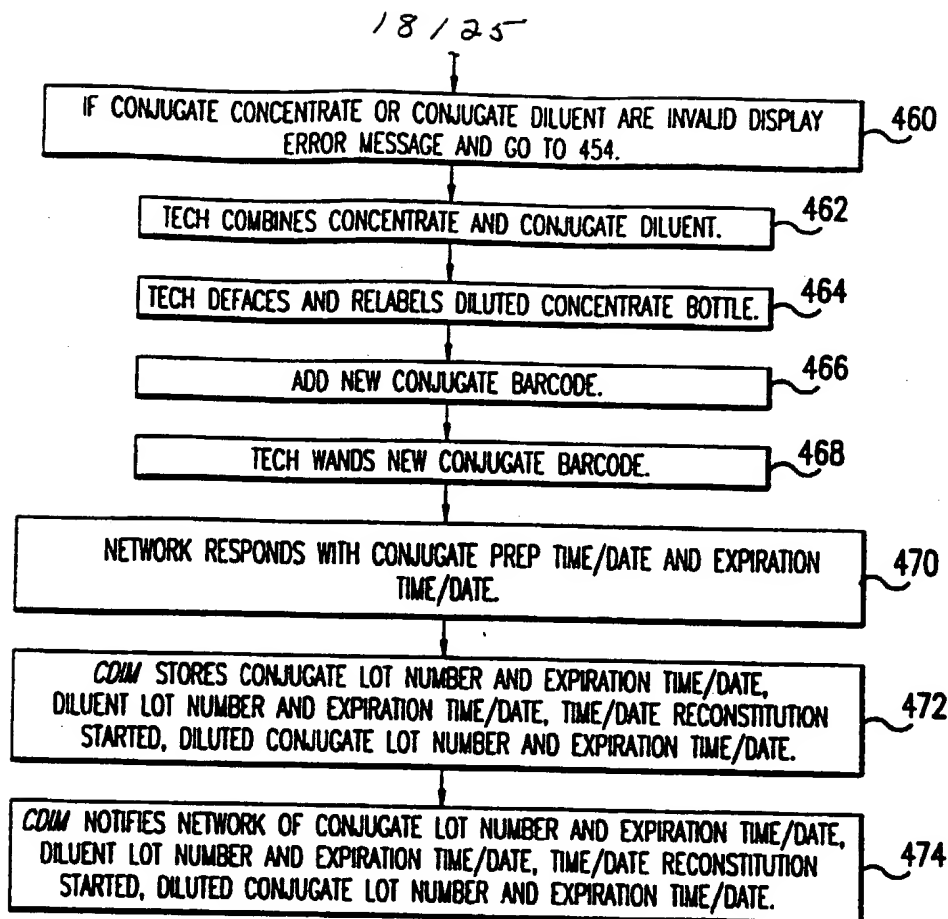 18/25
IF CONJUGATE CONCENTRATE OR CONJUGATE DILUENT ARE INVALID DISPLAY
ERROR MESSAGE AND GO TO 454.
460
TECH COMBINES CONCENTRATE AND CONJUGATE DILUENT.
462
TECH DEFACES AND RELABELS DILUTED CONCENTRATE BOTTLE.
464
ADD NEW CONJUGATE BARCODE.
466
TECH WANDS NEW CONJUGATE BARCODE.
468
NETWORK RESPONDS WITH CONJUGATE PREP TIME/DATE AND EXPIRATION
TIME/DATE.
470
CDIM STORES CONJUGATE LOT NUMBER AND EXPIRATION TIME/DATE,
DILUENT LOT NUMBER AND EXPIRATION TIME/DATE, TIME/DATE RECONSTITUTION
STARTED, DILUTED CONJUGATE LOT NUMBER AND EXPIRATION TIME/DATE.
472
CDIM NOTIFIES NETWORK OF CONJUGATE LOT NUMBER AND EXPIRATION TIME/DATE,
DILUENT LOT NUMBER AND EXPIRATION TIME/DATE, TIME/DATE RECONSTITUTION
STARTED, DILUTED CONJUGATE LOT NUMBER AND EXPIRATION TIME/DATE.
474